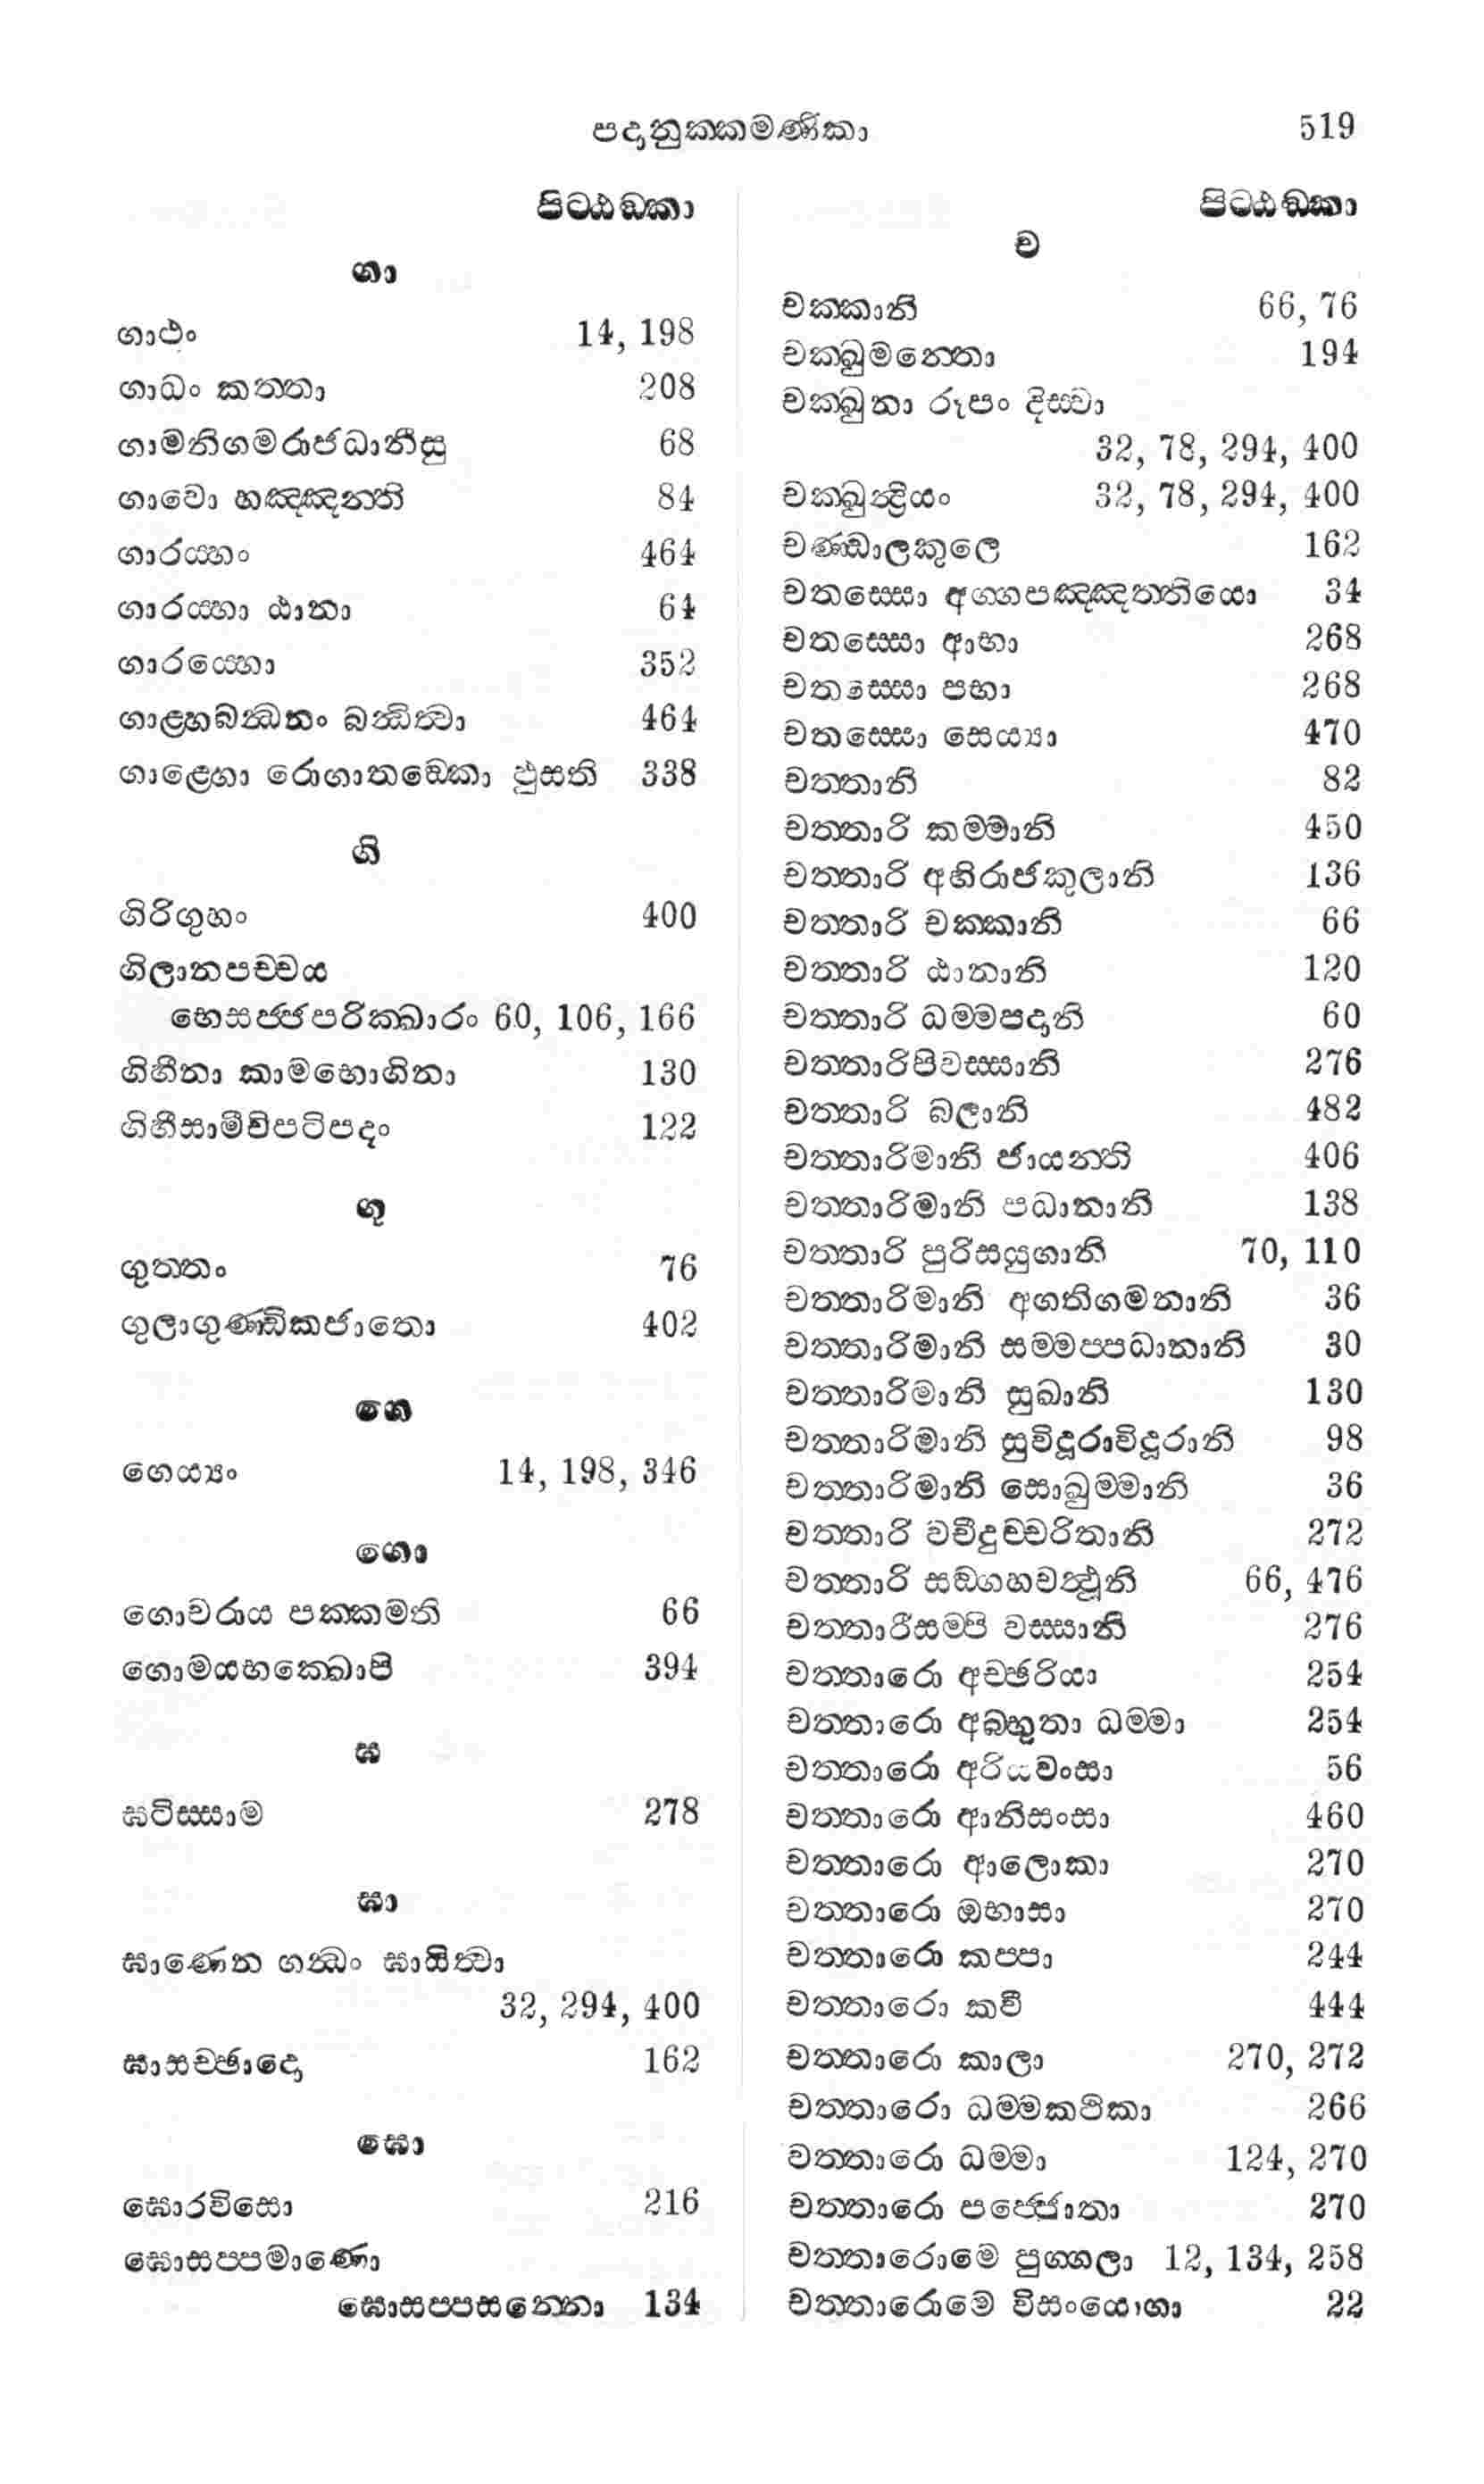 පදානුක්කමණිකා 519
පිට්ඨඞ්කා
ගා
ගාථං 14, 198
ගාධං කත්තා 208
ගාමනිගමරාජධානීසු 68
ගාවො හඤ්ඤන්ති 84
ගාරය්හං 464
ගාරය්හා ඨානා 64
ගාරය්හො 352
ගාළ්හබන්ධනං බන්ධිත්වා 464
ගාළ්හො රොගාතඞ්කො ඵුසති 338
ගි
ගිරිගුහං 400
ගිලානපච්චය
භෙසජ්ජපරික්ඛාරං 60, 106, 166
ගිහීනා කාමභොගිනා 130
ගිහීසාමීචිපටිපදං 122
ගු
ගුත්තං 76
ගුලාගුණ්ඩිකජාතො 402
ගෙ
ගෙය්‍යං 14, 198, 346
ගො
ගොචරාය පක්කමති 66
ගොමයභක්ඛොපි 394
ඝ
ඝටිස්සාම 278
ඝා
ඝාණෙන ගන්ධං ඝායිත්වා
32, 294, 400
ඝාසච්ඡාදො 162
ඝො
ඝොරවිසො 216
ඝොසප්පමාණො
ඝොසප්පසන්නො 134
පිට්ඨඞ්කා
ච
චක්කානි 66, 76
චක්ඛුමන්තො 194
චක්ඛුනා රූපං දිස්වා
32, 78, 294, 400
චක්ඛුන්ද්‍රියං 32, 78, 294, 400
චණ්ඩාලකුලෙ 162
චතස්සො අග්ගපඤ්ඤත්තියො 34
චතස්සො ආභා 268
චතස්සො පභා 268
චතස්සො සෙය්‍යා 470
චත්තානි 82
චත්තාරි කම්මානි 450
චත්තාරි අහිරාජකුලානි 136
චත්තාරි චක්කානි 66
චත්තාරි ඨානානි 120
චත්තාරි ධම්මපදානි 60
චත්තාරිපිවස්සානි 276
චත්තාරි බලානි 482
චත්තාරිමානි ජායන්ති 406
චත්තාරිමානි පධානානි 138
චත්තාරි පුරිසයුගානි 70, 110
චත්තාරිමානි අගතිගමනානි 36
චත්තාරිමානි සම්මප්පධානානි 30
චත්තාරිමානි සුඛානි 130
චත්තාරිමානි සුවිදූරාවිදූරානි 98
චත්තාරිමානි සොඛුම්මානි 36
චත්තාරි වචීදුච්චරිතානි 272
චත්තාරි සඞ්ගහවත්ථූනි 66, 476
චත්තාරීසම්පි වස්සානි 276
චත්තාරො අච්ඡරියා 254
චත්තාරො අබ්භුතා ධම්මා 254
චත්තාරො අරියවංසා 56
චත්තාරො ආනිසංසා 460
චත්තාරො ආලොකා 270
චත්තාරො ඔභාසා 270
චත්තාරො කප්පා 244
චත්තාරො කවී 444
චත්තාරො කාලා 270, 272
චත්තාරො ධම්මකථිකා 266
චත්තාරො ධම්මා 124, 270
චත්තාරො පජ්ජොතා 270
චත්තාරොමෙ පුග්ගලා 12, 134, 258
චත්තාරොමෙ විසංයොගා 22